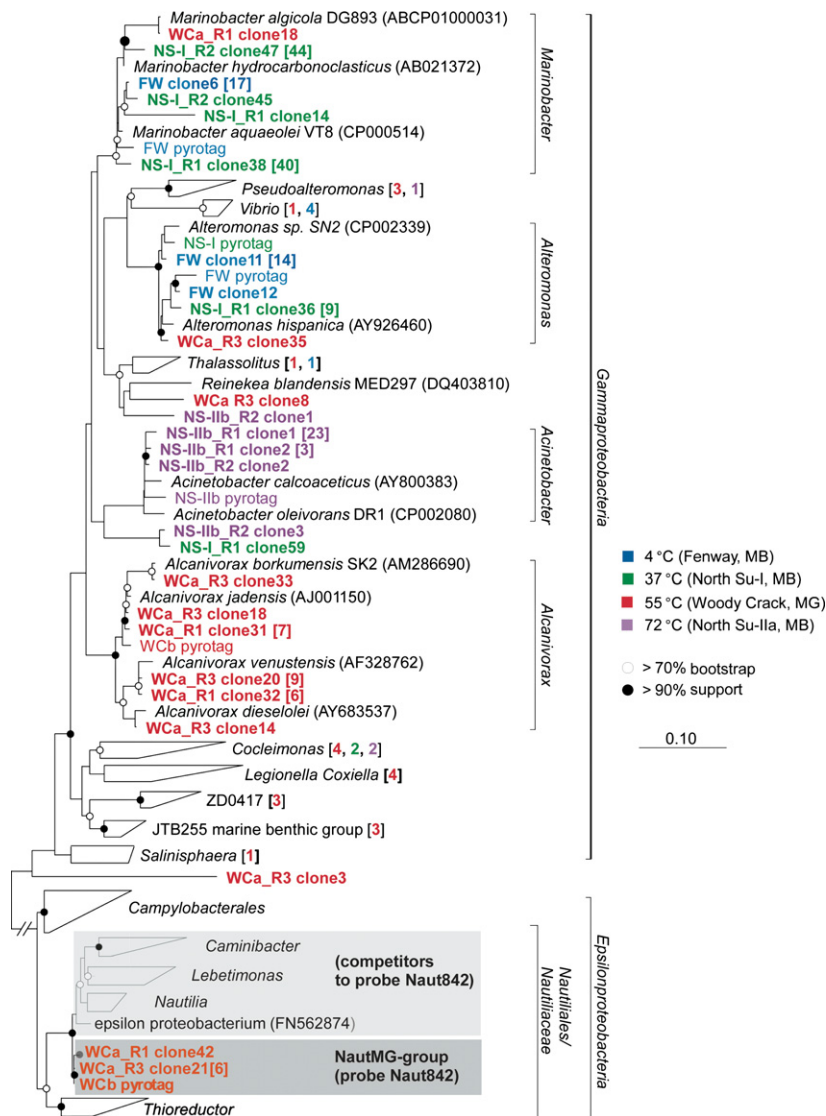 Marinobacter algicola DG893 (ABCP01000031)
WCa_R1 clone18
NS-I_R2 clone47 [44]
Marinobacter hydrocarbonoclasticus (AB021372)
FW clone6 [17]
NS-I_R2 clone45
NS-I_R1 clone14
Marinobacter aquaeolei VT8 (CP000514)
FW pyrotag
NS-I_R1 clone38 [40]
Marinobacter
Pseudoalteromonas [3, 1]
Vibrio [1, 4]
Alteromonas sp. SN2 (CP002339)
NS-I pyrotag
FW clone11 [14]
FW pyrotag
FW clone12
NS-I_R1 clone36 [9]
Alteromonas hispanica (AY926460)
WCa_R3 clone35
Alteromonas
Thalassolitus [1, 1]
Reinekea blandensis MED297 (DQ403810)
WCa R3 clone8
NS-IIb_R2 clone1
NS-IIb_R1 clone1 [23]
NS-IIb_R1 clone2 [3]
NS-IIb_R2 clone2
Acinetobacter calcoaceticus (AY800383)
NS-IIb pyrotag
Acinetobacter oleivorans DR1 (CP002080)
Acinetobacter
NS-IIb_R2 clone3
NS-I_R1 clone59
Alcanivorax borkumensis SK2 (AM286690)
WCa_R3 clone33
Alcanivorax jadensis (AJ001150)
WCa_R3 clone18
WCa_R1 clone31 [7]
WCb pyrotag
Alcanivorax venustensis (AF328762)
WCa_R3 clone20 [9]
WCa_R1 clone32 [6]
Alcanivorax dieselolei (AY683537)
WCa_R3 clone14
Alcanivorax
Cocleimonas [4, 2, 2]
Legionella Coxiella [4]
ZD0417 [3]
JTB255 marine benthic group [3]
Salinisphaera [1]
Gammaproteobacteria
WCa_R3 clone3
Campylobacterales
Caminibacter
Lebetimonas
Nautilia
epsilon proteobacterium (FN562874)
(competitors
to probe Naut842)
WCa_R1 clone42
WCa_R3 clone21[6]
WCb pyrotag
NautMG-group
(probe Naut842)
Thioreductor
Nautiliales/
Nautiliaceae
Epsilonproteobacteria
4 °C (Fenway, MB)
37 °C (North Su-I, MB)
55 °C (Woody Crack, MG)
72 °C (North Su-IIa, MB)
> 70% bootstrap
> 90% support
0.10